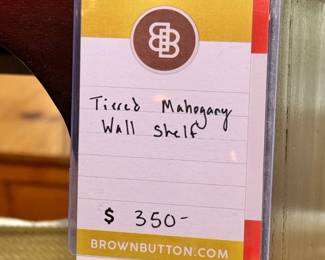 Tiered Mahogany
Wall Shelf
$ 350-
BROWNBUTTON.COM